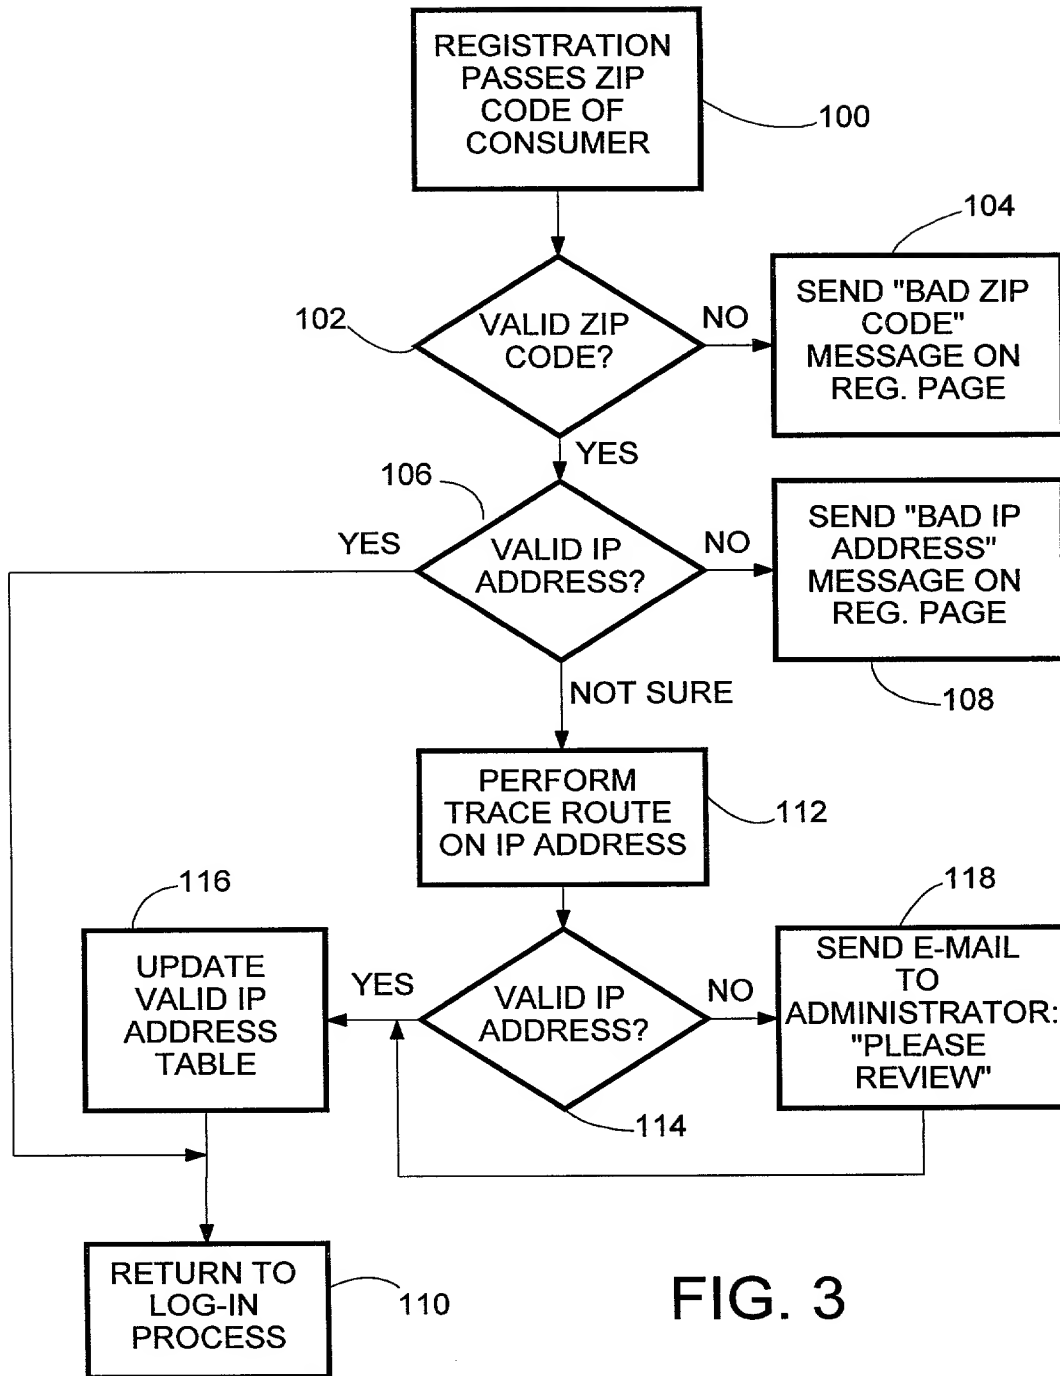 REGISTRATION
PASSES ZIP
CODE OF
CONSUMER
100
104
SEND "BAD ZIP
CODE"
MESSAGE ON
REG. PAGE
102
VALID ZIP
CODE?
NO
YES
106
YES
VALID IP
ADDRESS?
NO
SEND "BAD IP
ADDRESS"
MESSAGE ON
REG. PAGE
108
NOT SURE
PERFORM
TRACE ROUTE
ON IP ADDRESS
112
116
118
UPDATE
VALID IP
ADDRESS
TABLE
YES
VALID IP
ADDRESS?
NO
SEND E-MAIL
TO
ADMINISTRATOR:
"PLEASE
REVIEW"
114
RETURN TO
LOG-IN
PROCESS
110
FIG. 3